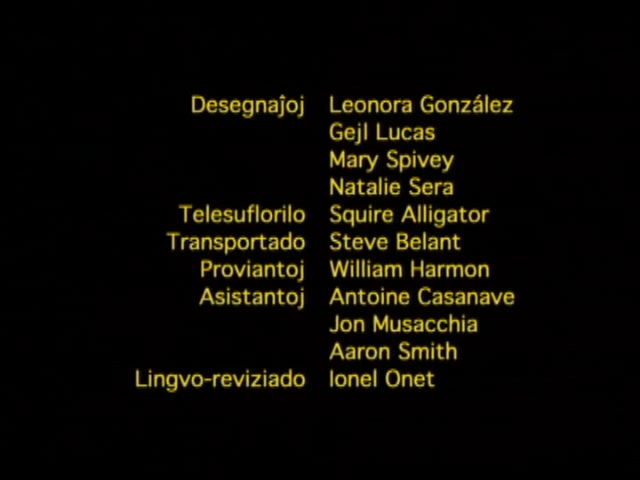 Desegnaĵoj Leonora González
Gejl Lucas
Mary Spivey
Natalie Sera
Telesuflorilo Squire Alligator
Transportado Steve Belant
Proviantoj William Harmon
Asistantoj Antoine Casanave
Jon Musacchia
Aaron Smith
Lingvo-reviziado Ionel Onet